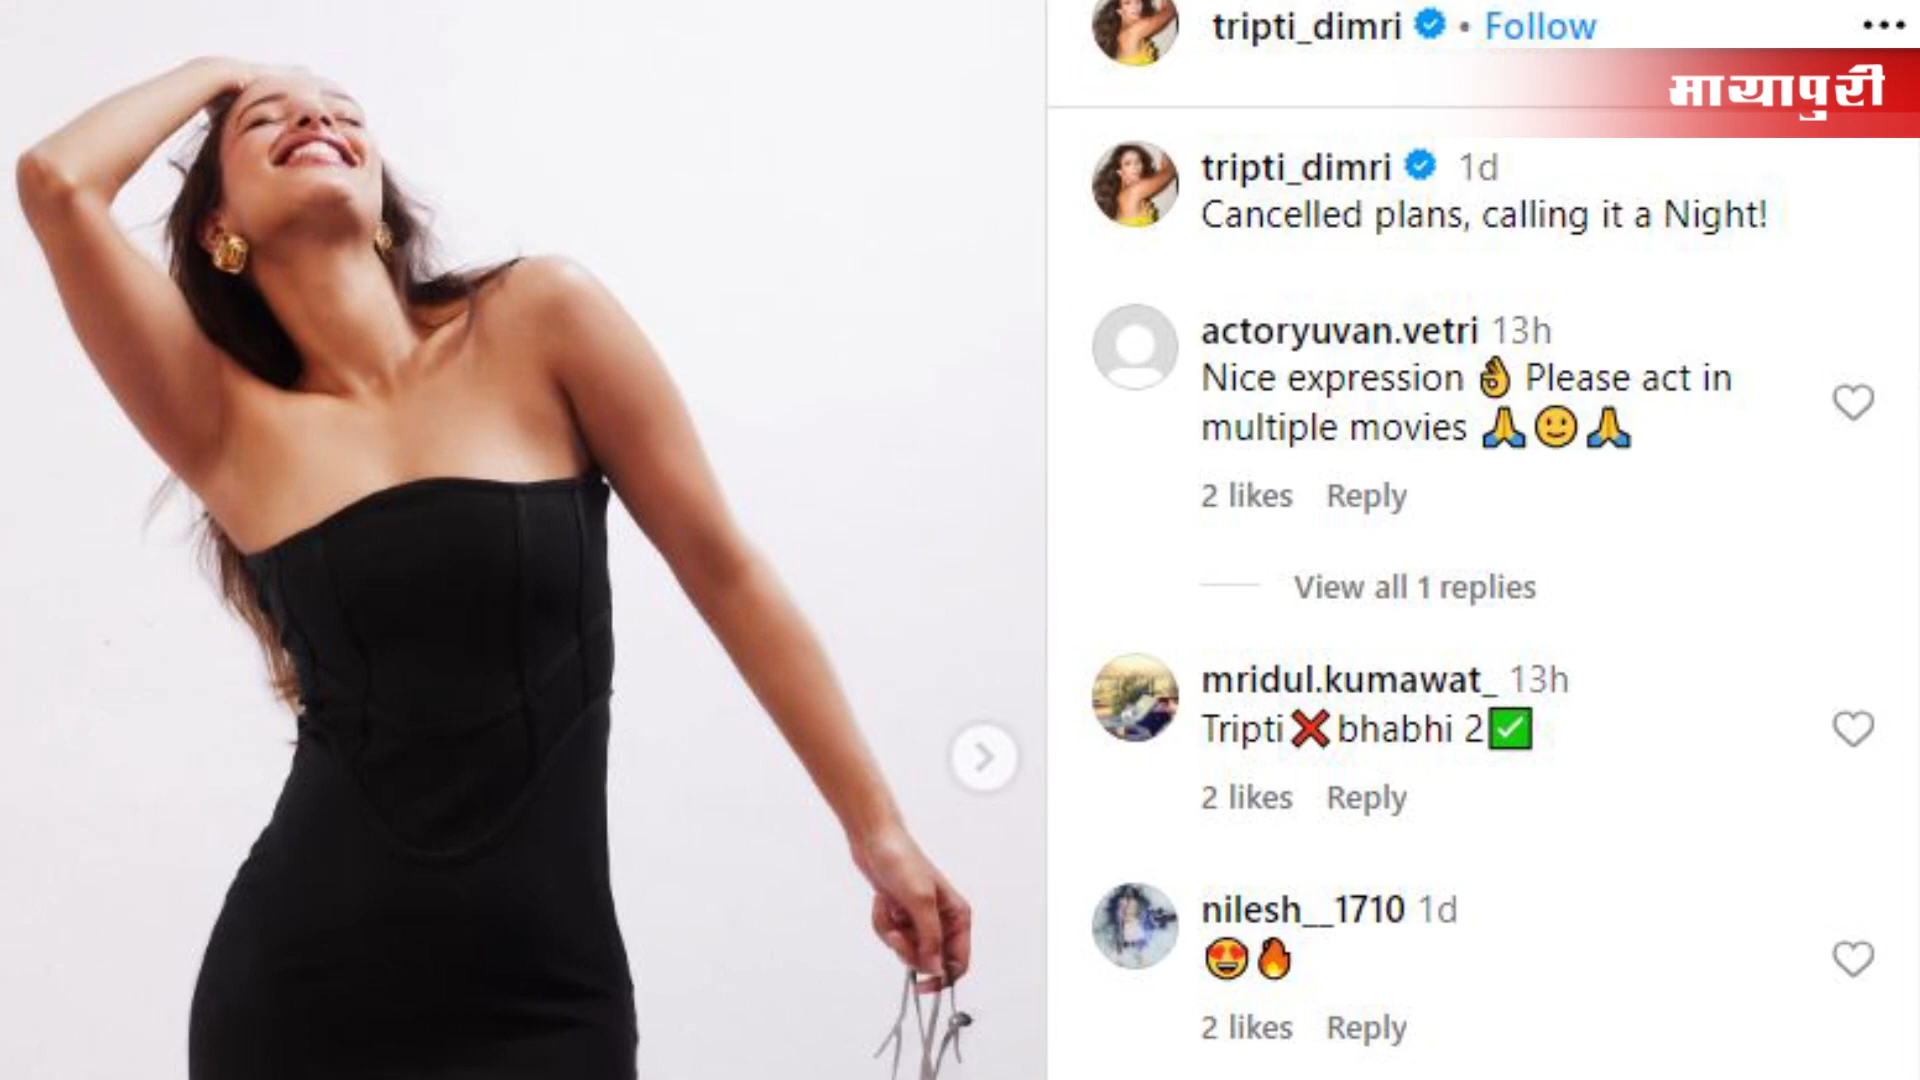 tripti_dimri • Follow
मायापुरी
tripti_dimri 1d
Cancelled plans, calling it a Night!
actoryuvan.vetri 13h
Nice expression 👌 Please act in
multiple movies 🙏🙂🙏
2 likes Reply
View all 1 replies
mridul.kumawat_ 13h
Tripti❌bhabhi 2✅
2 likes Reply
nilesh__1710 1d
😍🔥
2 likes Reply